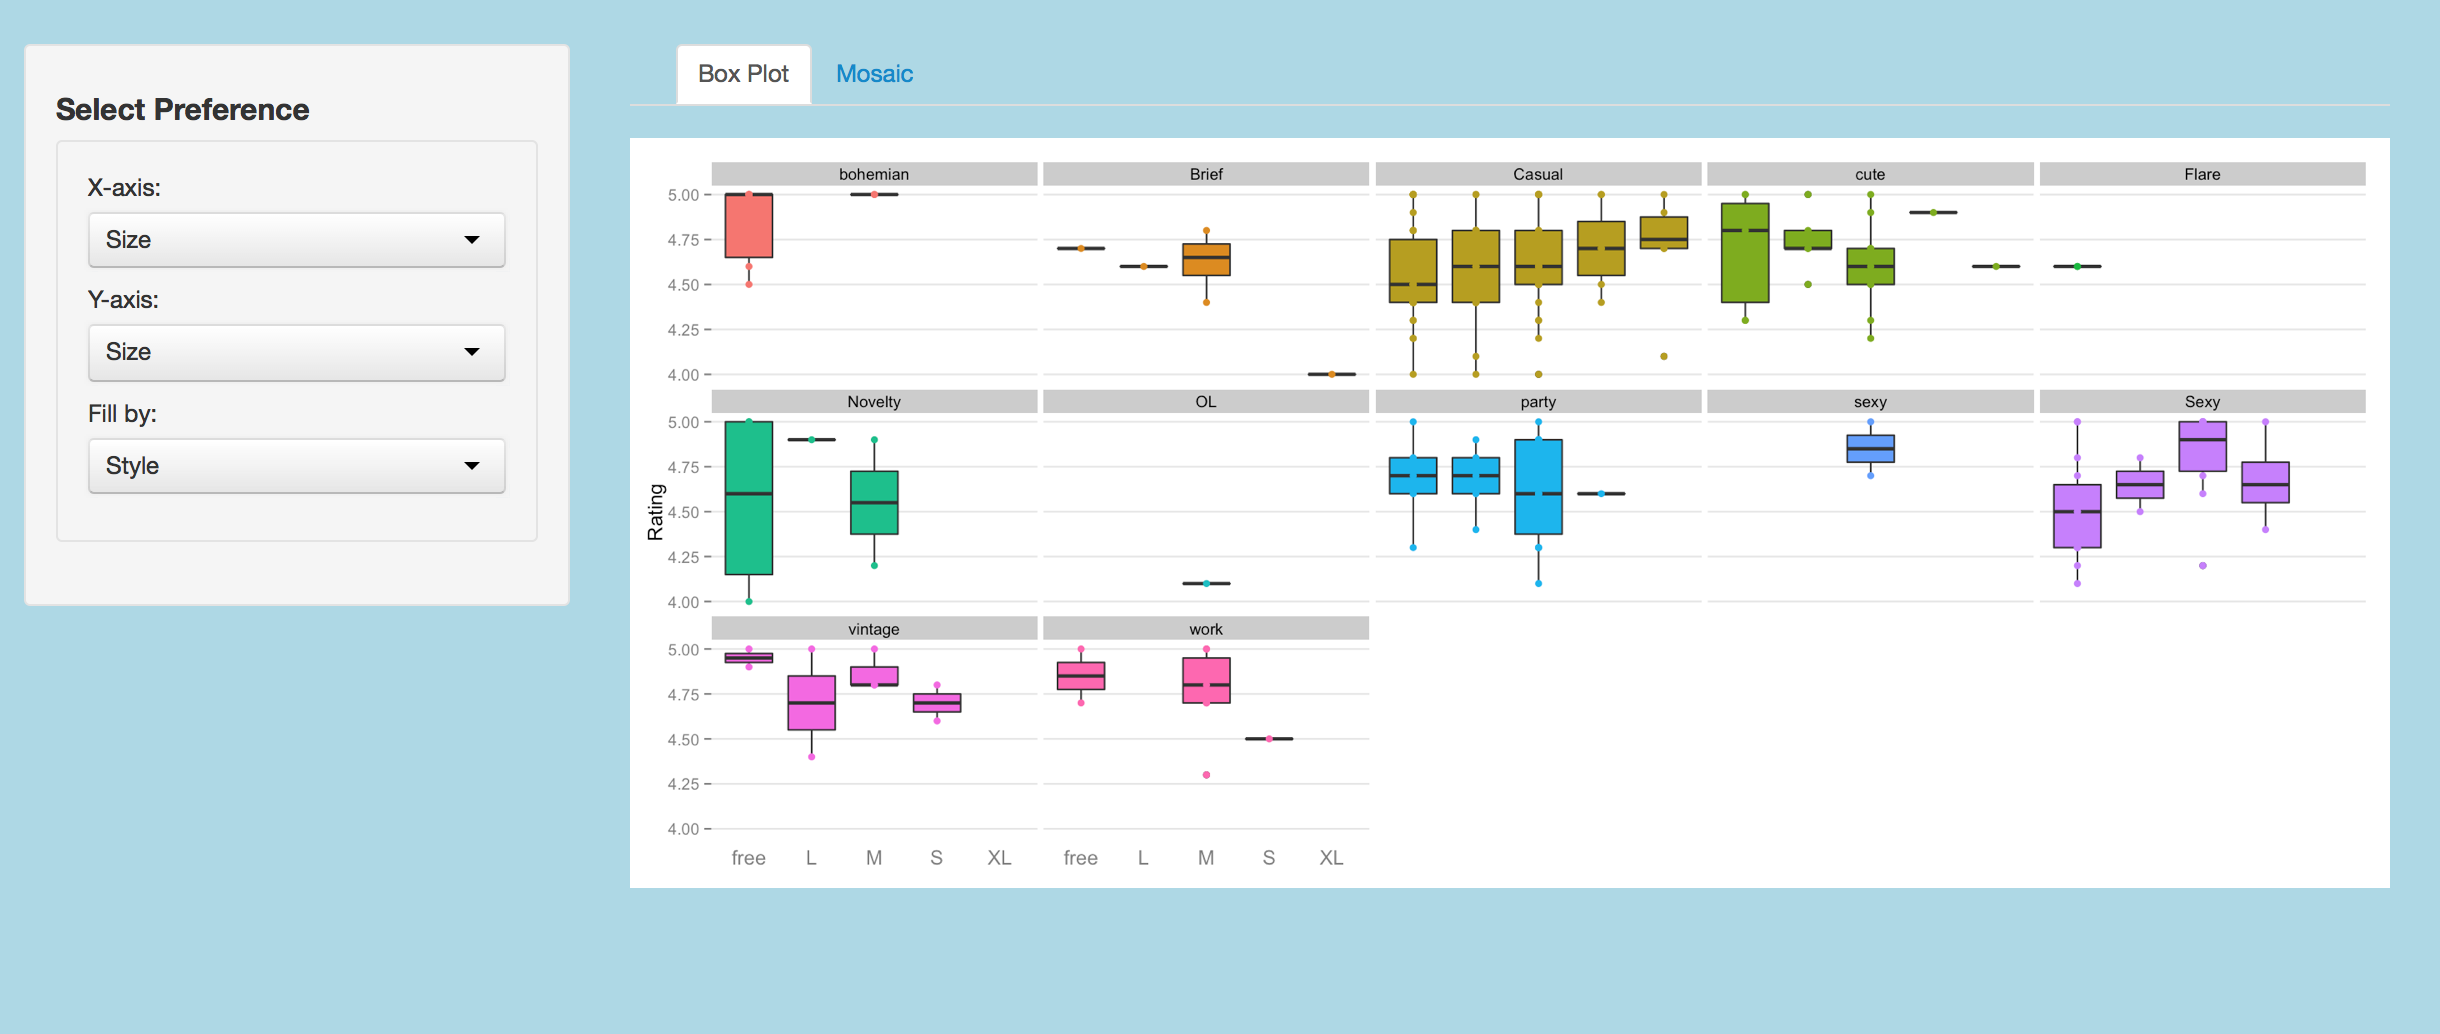 Select Preference
X-axis:
Size
Y-axis:
Size
Fill by:
Style
Box Plot Mosaic
bohemian Brief Casual cute Flare
5.00
4.75
4.50
4.25
4.00
Novelty OL party sexy Sexy
5.00
4.75
4.50
4.25
4.00
Rating
vintage work
5.00
4.75
4.50
4.25
4.00
free L M S XL free L M S XL